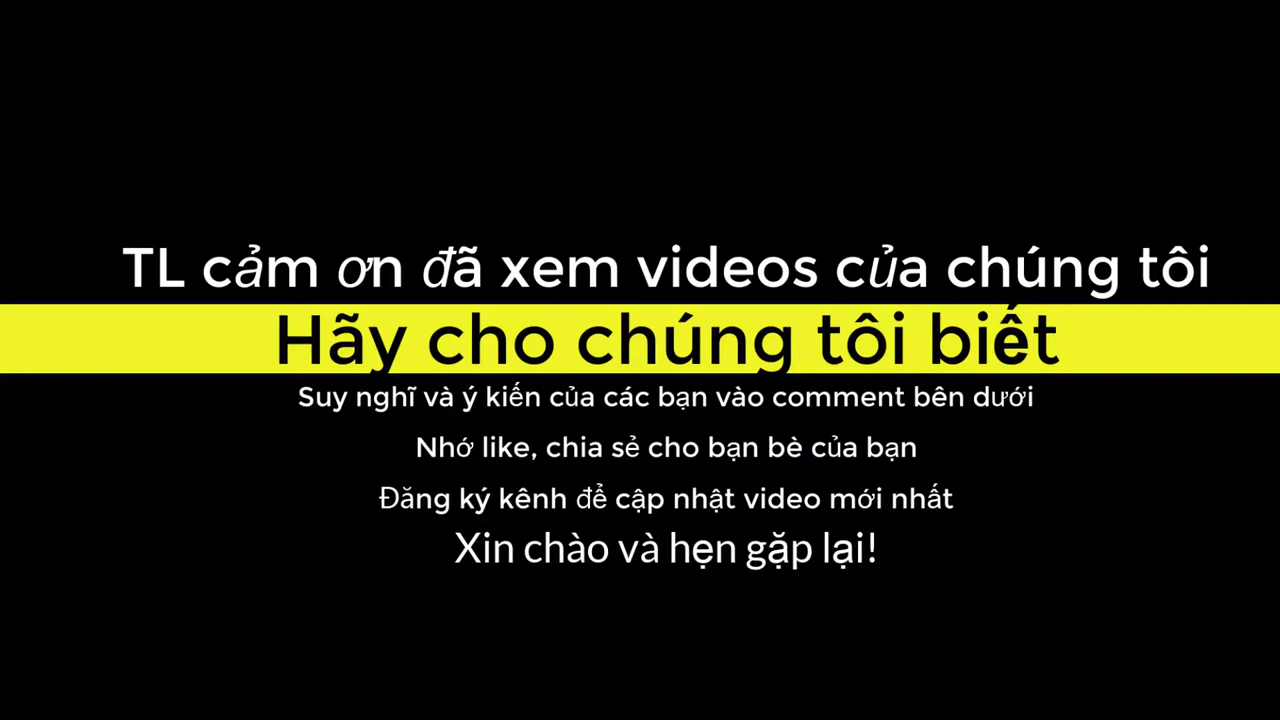 TL cảm ơn đã xem videos của chúng tôi
Hãy cho chúng tôi biết
Suy nghĩ và ý kiến của các bạn vào comment bên dưới
Nhớ like, chia sẻ cho bạn bè của bạn
Đăng ký kênh để cập nhật video mới nhất
Xin chào và hẹn gặp lại!